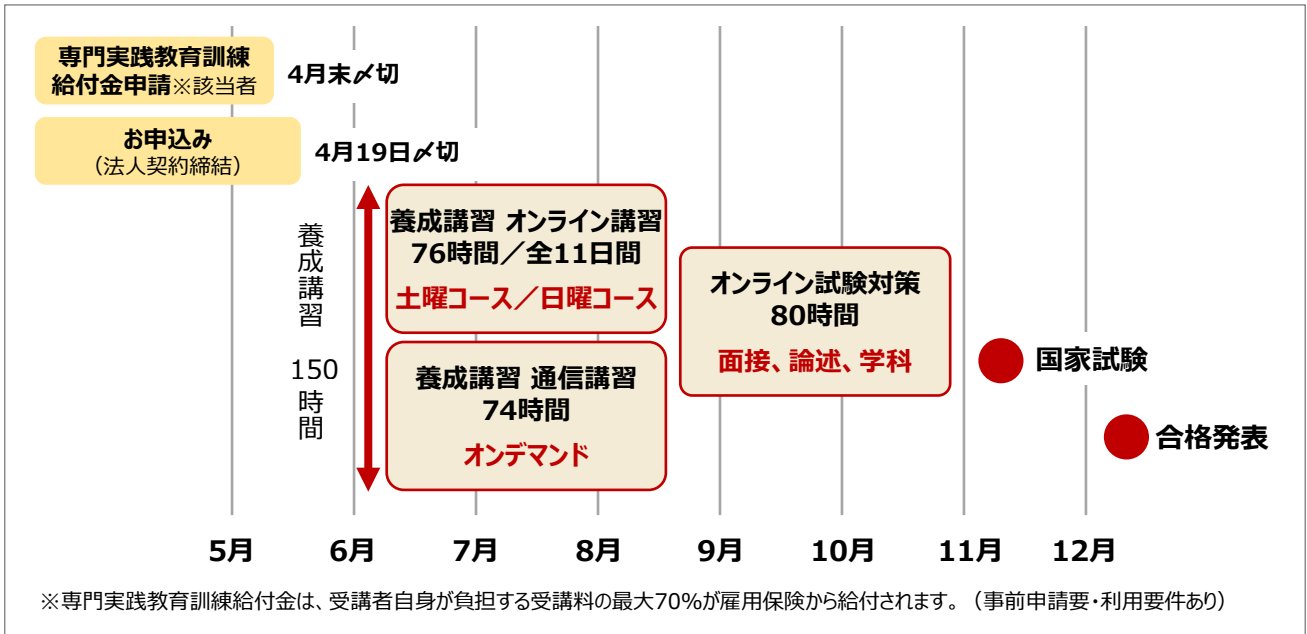 専門実践教育訓練
給付金申請※該当者
4月末〆切
お申込み
（法人契約締結）
4月19日〆切
養成講習 150時間
養成講習 オンライン講習
76時間／全11日間
土曜コース／日曜コース
養成講習 通信講習
74時間
オンデマンド
オンライン試験対策
80時間
面接、論述、学科
国家試験
合格発表
5月 6月 7月 8月 9月 10月 11月 12月
※専門実践教育訓練給付金は、受講者自身が負担する受講料の最大70%が雇用保険から給付されます。（事前申請要・利用要件あり）